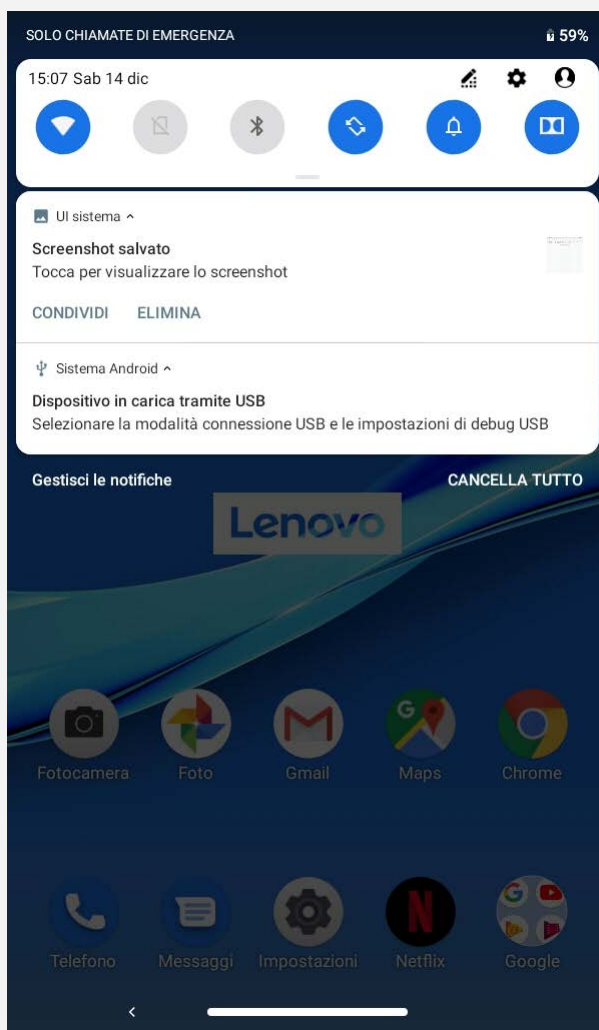 SOLO CHIAMATE DI EMERGENZA 59%
15:07 Sab 14 dic
UI sistema
Screenshot salvato
Tocca per visualizzare lo screenshot
CONDIVIDI ELIMINA
Sistema Android
Dispositivo in carica tramite USB
Selezionare la modalità connessione USB e le impostazioni di debug USB
Gestisci le notifiche CANCELLA TUTTO
Lenovo
Fotocamera Foto Gmail Maps Chrome
Telefono Messaggi Impostazioni Netflix Google